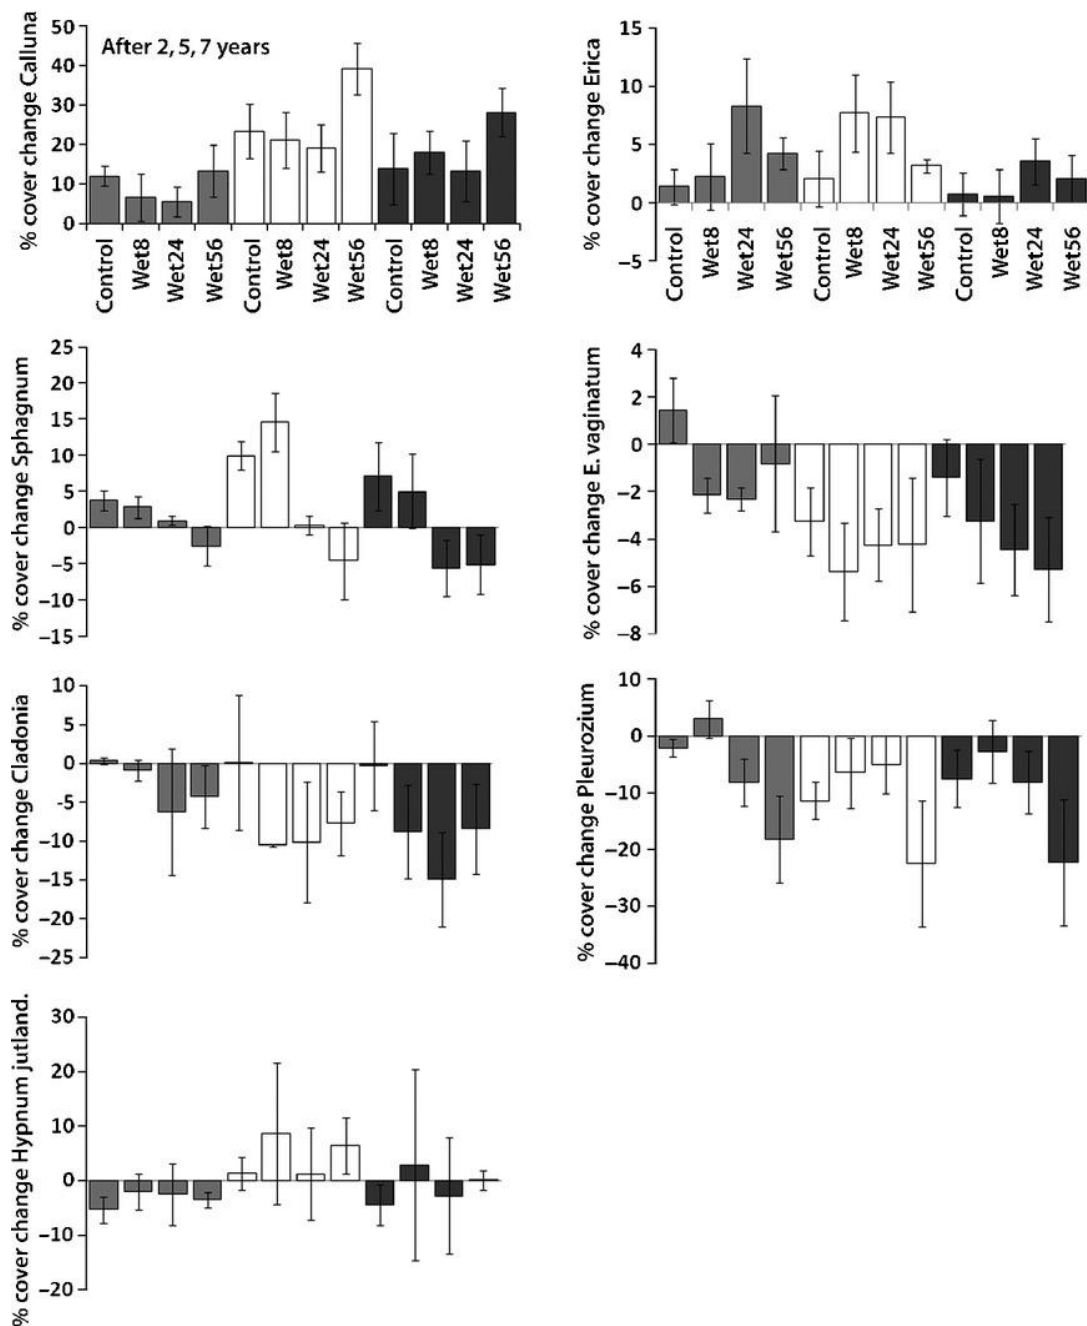 % cover change Calluna
After 2, 5, 7 years
50
40
30
20
10
0
Control
Wet8
Wet24
Wet56
Control
Wet8
Wet24
Wet56
Control
Wet8
Wet24
Wet56
% cover change Erica
15
10
5
0
–5
Control
Wet8
Wet24
Wet56
Control
Wet8
Wet24
Wet56
Control
Wet8
Wet24
Wet56
% cover change Sphagnum
25
20
15
10
5
0
–5
–10
–15
% cover change E. vaginatum
4
2
0
–2
–4
–6
–8
% cover change Cladonia
10
5
0
–5
–10
–15
–20
–25
% cover change Pleurozium
10
0
–10
–20
–30
–40
% cover change Hypnum jutland.
30
20
10
0
–10
–20